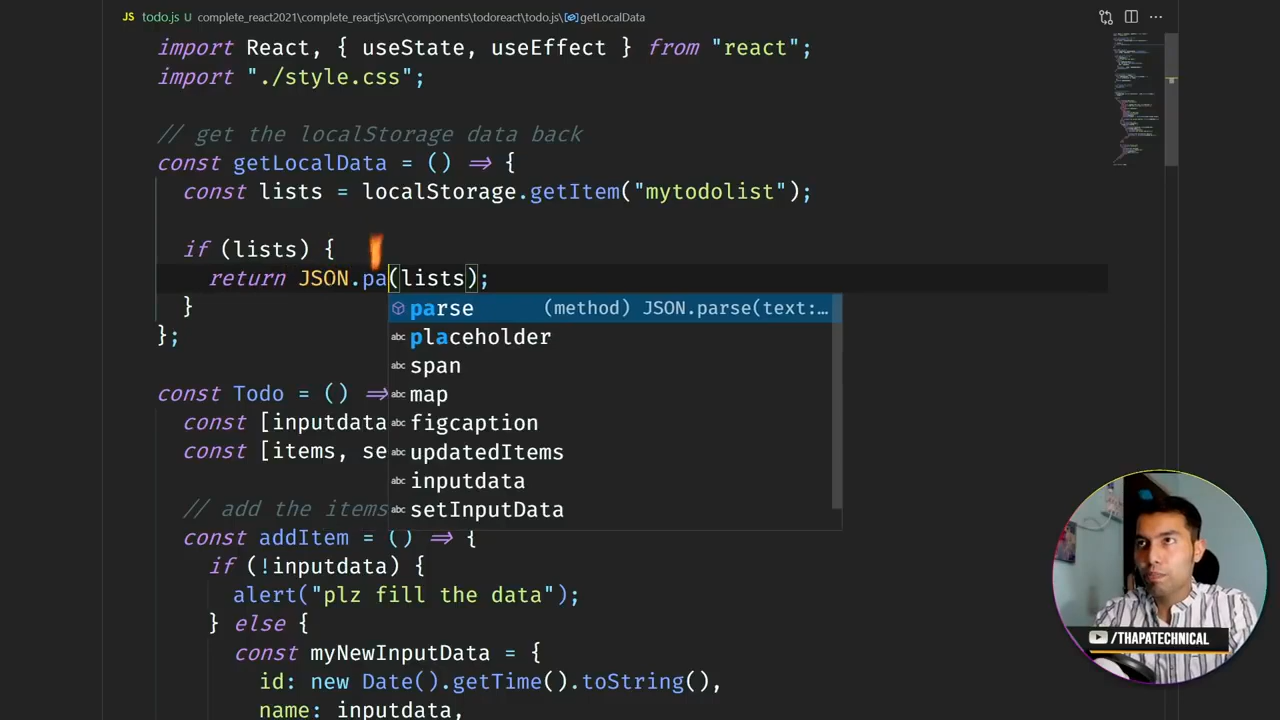 JS todo.js U complete_react2021\complete_reactjs\src\components\todoreact\todo.js\getLocalData
import React, { useState, useEffect } from "react";
import "./style.css";
// get the localStorage data back
const getLocalData = () => {
const lists = localStorage.getItem("mytodolist");
if (lists) {
return JSON.pa(lists);
parse (method) JSON.parse(text:…
}
placeholder
};
span
const Todo = () =>
map
const [inputdata
figcaption
const [items, se
updatedItems
inputdata
// add the items
setInputData
const addItem = () => {
if (!inputdata) {
alert("plz fill the data");
} else {
const myNewInputData = {
id: new Date().getTime().toString(),
name: inputdata,
/THAPATECHNICAL